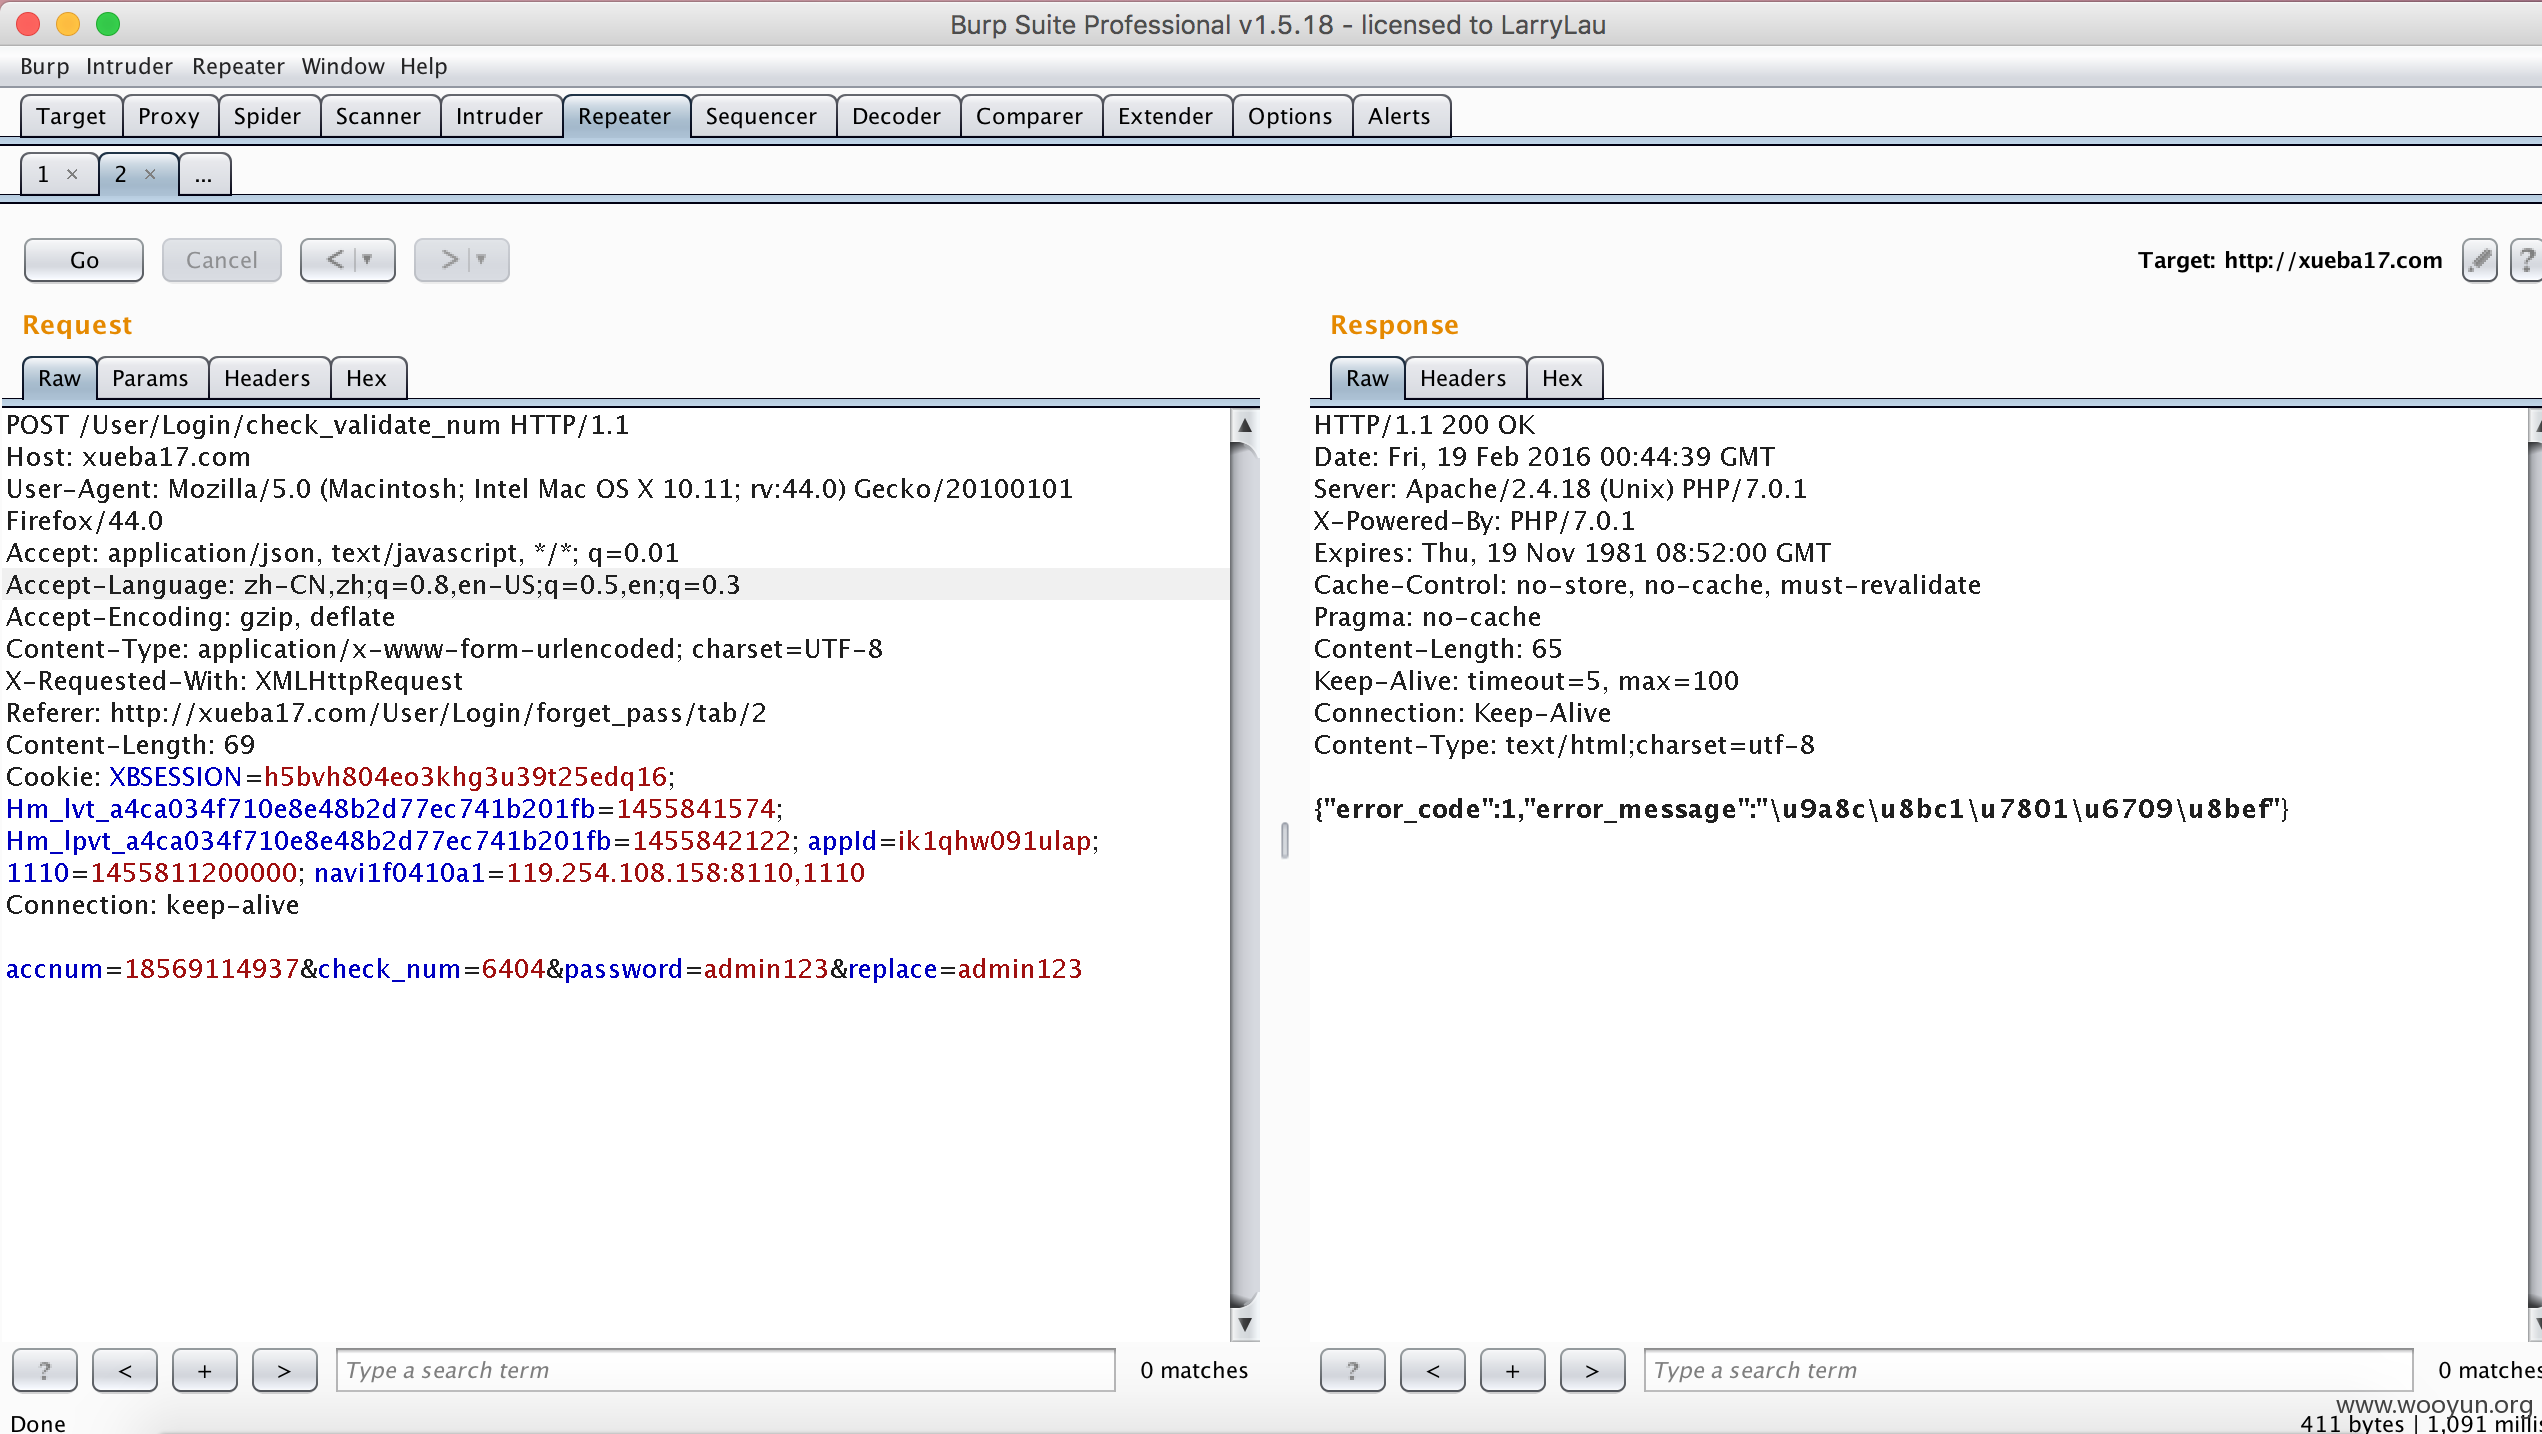 Burp Suite Professional v1.5.18 - licensed to LarryLau
Burp Intruder Repeater Window Help
Target Proxy Spider Scanner Intruder Repeater Sequencer Decoder Comparer Extender Options Alerts
1 × 2 × ...
Go Cancel < >
Target: http://xueba17.com
?
Request
Raw Params Headers Hex
POST /User/Login/check_validate_num HTTP/1.1
Host: xueba17.com
User-Agent: Mozilla/5.0 (Macintosh; Intel Mac OS X 10.11; rv:44.0) Gecko/20100101
Firefox/44.0
Accept: application/json, text/javascript, */*; q=0.01
Accept-Language: zh-CN,zh;q=0.8,en-US;q=0.5,en;q=0.3
Accept-Encoding: gzip, deflate
Content-Type: application/x-www-form-urlencoded; charset=UTF-8
X-Requested-With: XMLHttpRequest
Referer: http://xueba17.com/User/Login/forget_pass/tab/2
Content-Length: 69
Cookie: XBSESSION=h5bvh804eo3khg3u39t25edq16;
Hm_lvt_a4ca034f710e8e48b2d77ec741b201fb=1455841574;
Hm_lpvt_a4ca034f710e8e48b2d77ec741b201fb=1455842122; appId=ik1qhw091ulap;
1110=1455811200000; navi1f0410a1=119.254.108.158:8110,1110
Connection: keep-alive
accnum=18569114937&check_num=6404&password=admin123&replace=admin123
? < + > Type a search term 0 matches
Response
Raw Headers Hex
HTTP/1.1 200 OK
Date: Fri, 19 Feb 2016 00:44:39 GMT
Server: Apache/2.4.18 (Unix) PHP/7.0.1
X-Powered-By: PHP/7.0.1
Expires: Thu, 19 Nov 1981 08:52:00 GMT
Cache-Control: no-store, no-cache, must-revalidate
Pragma: no-cache
Content-Length: 65
Keep-Alive: timeout=5, max=100
Connection: Keep-Alive
Content-Type: text/html;charset=utf-8
{"error_code":1,"error_message":"\u9a8c\u8bc1\u7801\u6709\u8bef"}
? < + > Type a search term 0 matches
www.wooyun.org
Done
411 bytes | 1,091 millis